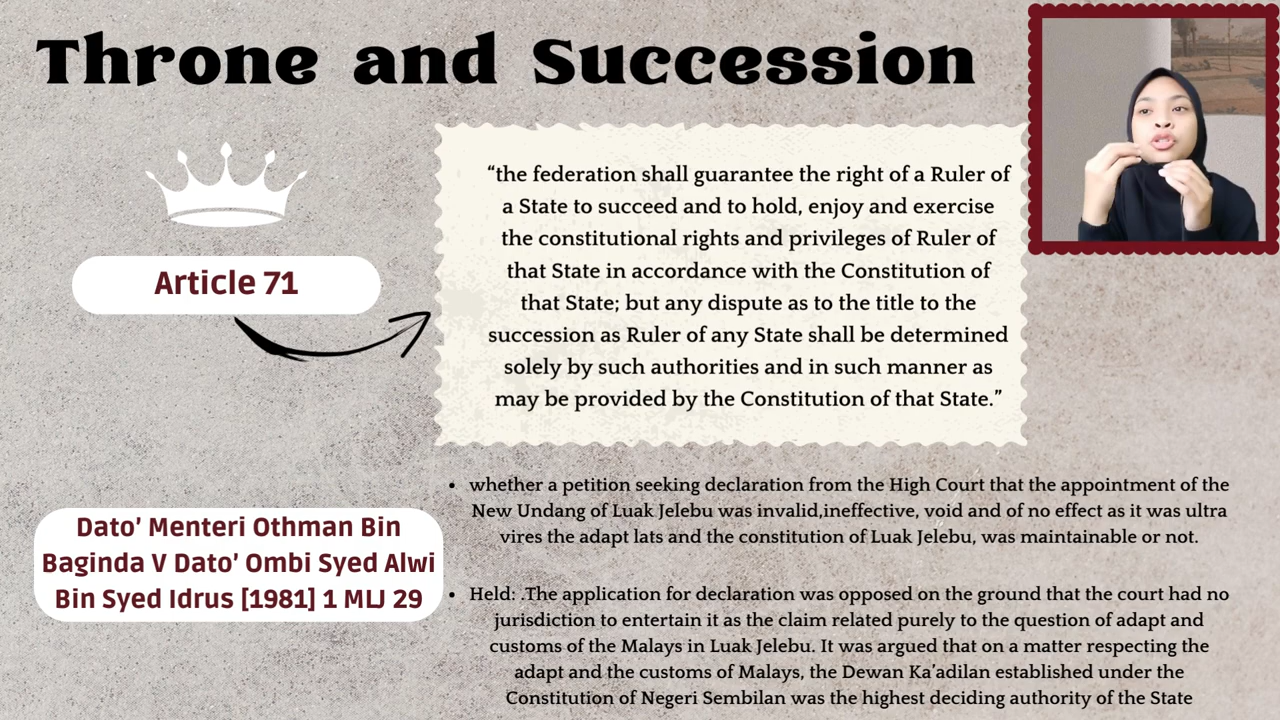 Throne and Succession
Article 71
“the federation shall guarantee the right of a Ruler of
a State to succeed and to hold, enjoy and exercise
the constitutional rights and privileges of Ruler of
that State in accordance with the Constitution of
that State; but any dispute as to the title to the
succession as Ruler of any State shall be determined
solely by such authorities and in such manner as
may be provided by the Constitution of that State.”
Dato’ Menteri Othman Bin
Baginda V Dato’ Ombi Syed Alwi
Bin Syed Idrus [1981] 1 MLJ 29
• whether a petition seeking declaration from the High Court that the appointment of the
New Undang of Luak Jelebu was invalid,ineffective, void and of no effect as it was ultra
vires the adapt lats and the constitution of Luak Jelebu, was maintainable or not.
• Held: .The application for declaration was opposed on the ground that the court had no
jurisdiction to entertain it as the claim related purely to the question of adapt and
customs of the Malays in Luak Jelebu. It was argued that on a matter respecting the
adapt and the customs of Malays, the Dewan Ka’adilan established under the
Constitution of Negeri Sembilan was the highest deciding authority of the State